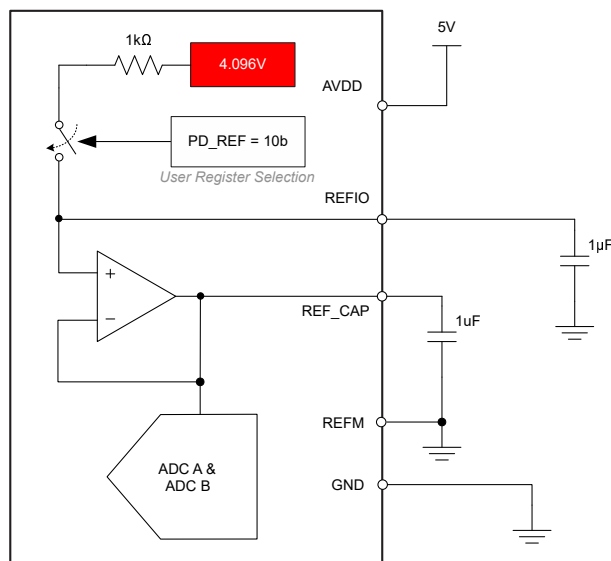 1kΩ
4.096V
5V
AVDD
PD_REF = 10b
User Register Selection
REFIO
1µF
+
−
REF_CAP
1uF
REFM
ADC A &
ADC B
GND